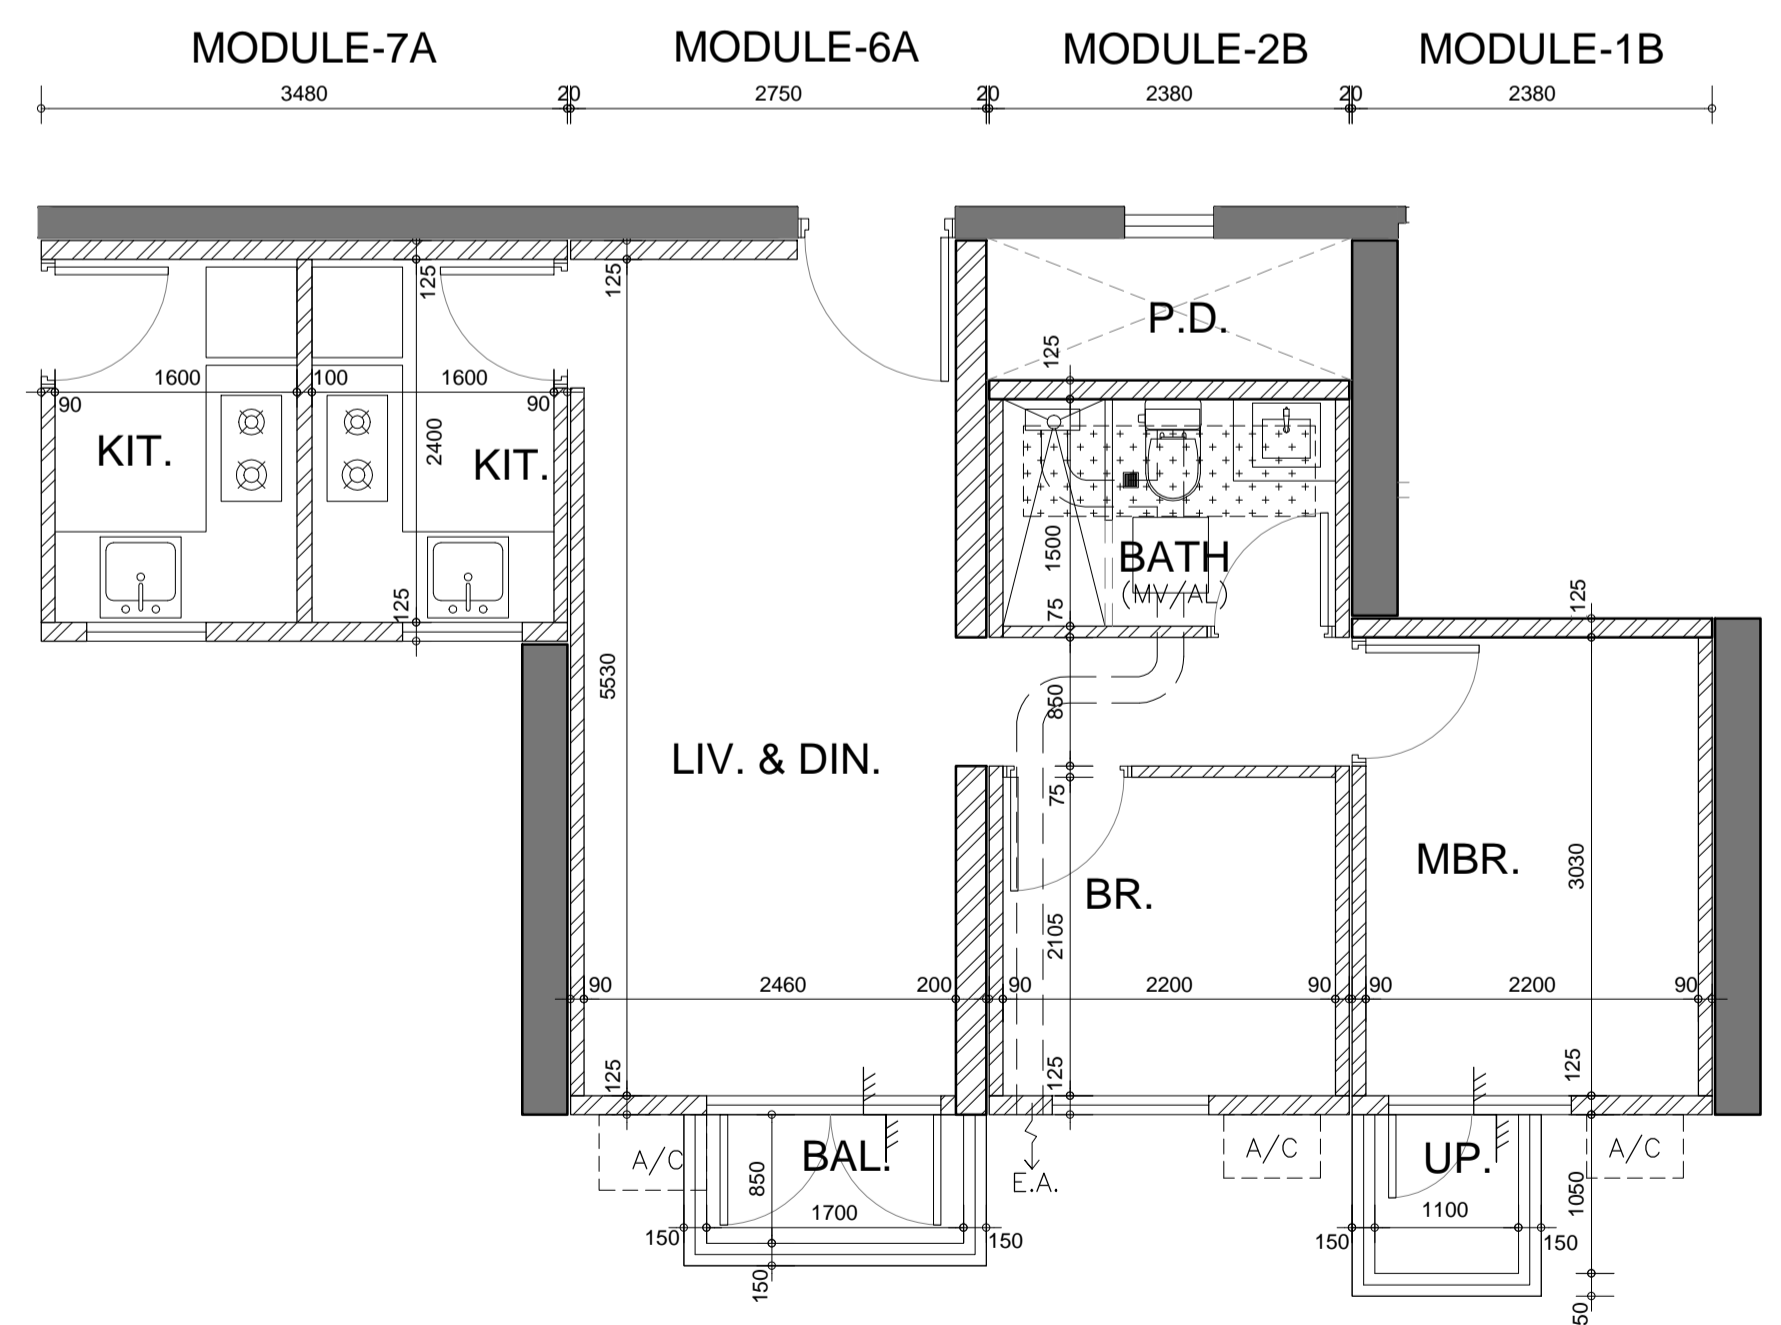 MODULE-7A MODULE-6A MODULE-2B MODULE-1B
3480 20 2750 20 2380 20 2380
125 125
P.D.
125
1600 100 1600
90 90
KIT. 2400 KIT.
1500 BATH
125 75 125
5530
850
LIV. & DIN.
75
MBR.
3030
BR.
2105
90 2460 200 90 2200 90 90 2200 90
125 125 125
A/C BAL. A/C UP. A/C
E.A.
850 1050
1700 1100
150 150 150 150
150
50